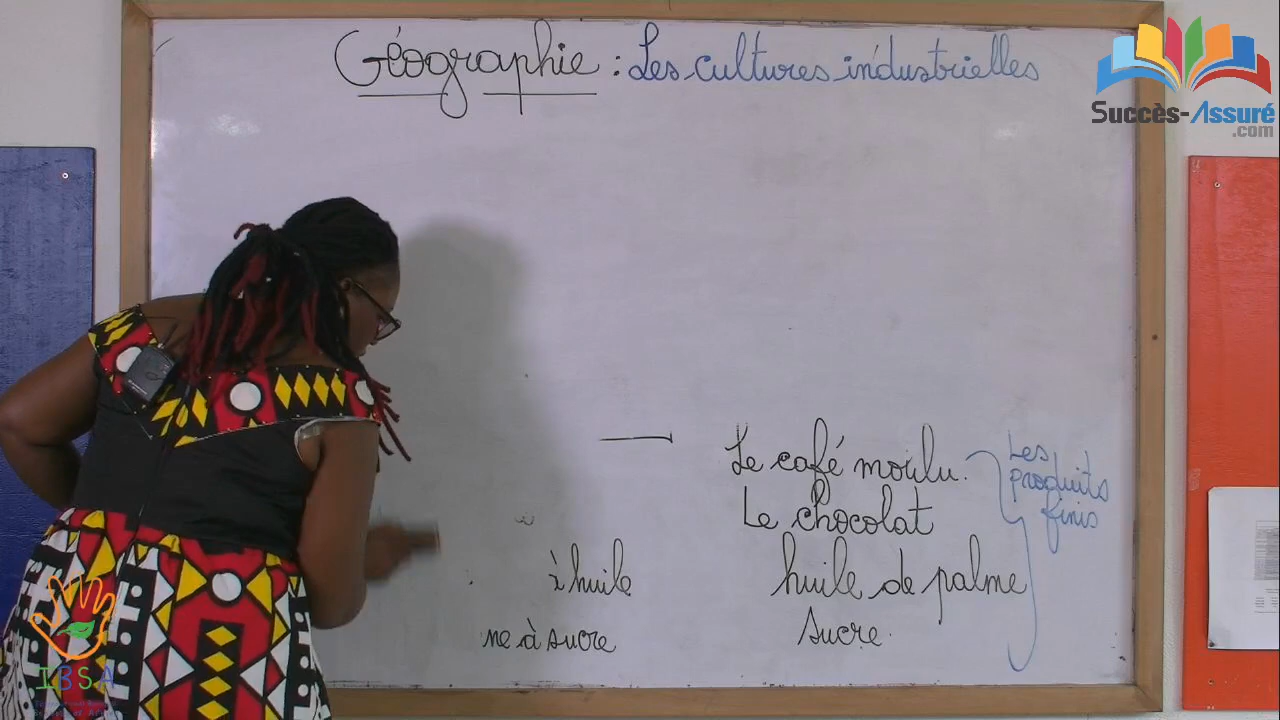 Géographie : Les cultures industrielles
Succès-Assuré
.com
Le café moulu.
Les
produits
finis
Le chocolat
à huile
huile de palme
ne à sucre
sucre.
IBSA